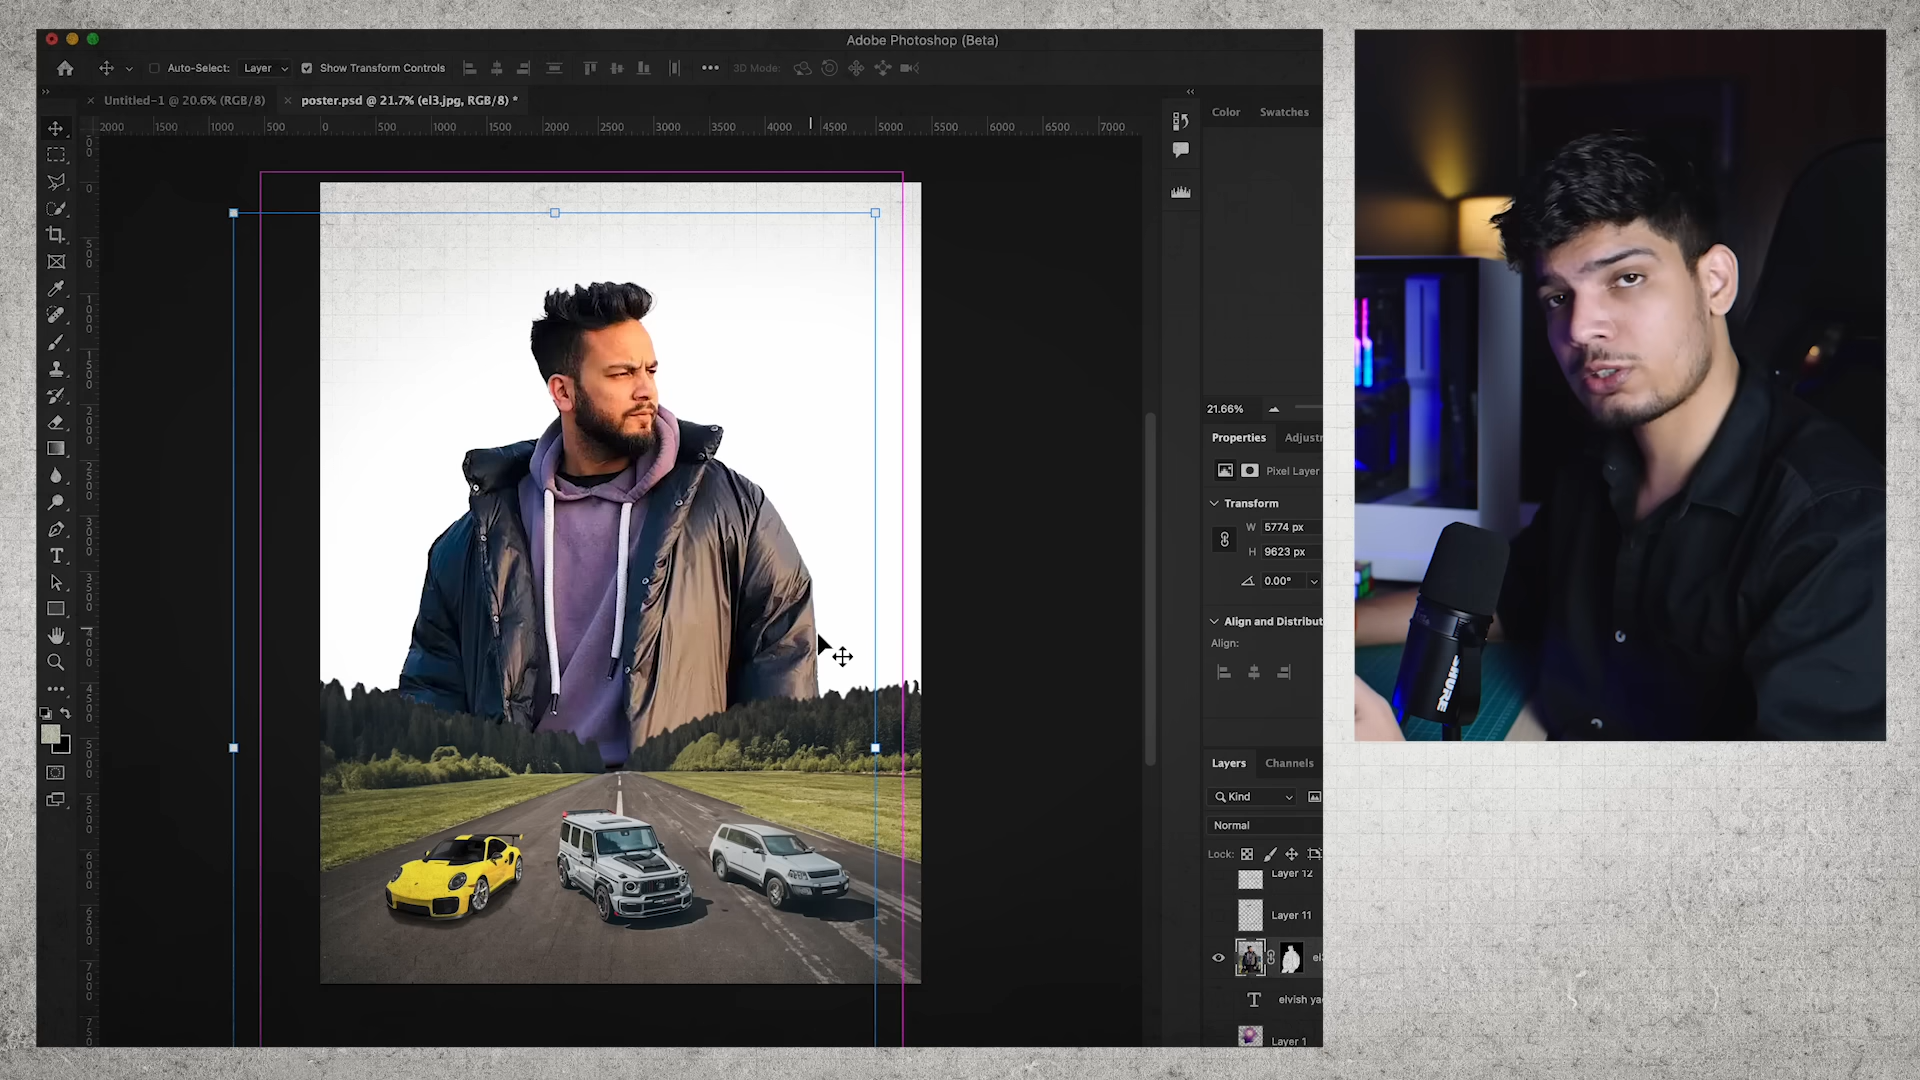 Adobe Photoshop (Beta)
Auto-Select: Layer Show Transform Controls 3D Mode:
Untitled-1 @ 20.6% (RGB/8) poster.psd @ 21.7% (el3.jpg, RGB/8) *
2000 1500 1000 500 0 500 1000 1500 2000 2500 3000 3500 4000 4500 5000 5500 6000 6500 7000
Color Swatches
21.66%
Properties Adjustr
Pixel Layer
Transform
W 5774 px
H 9623 px
0.00°
Align and Distribut
Align:
Layers Channels
Kind
Normal
Lock:
Layer 12
Layer 11
el
T elvish ya
Layer 1
SHURE